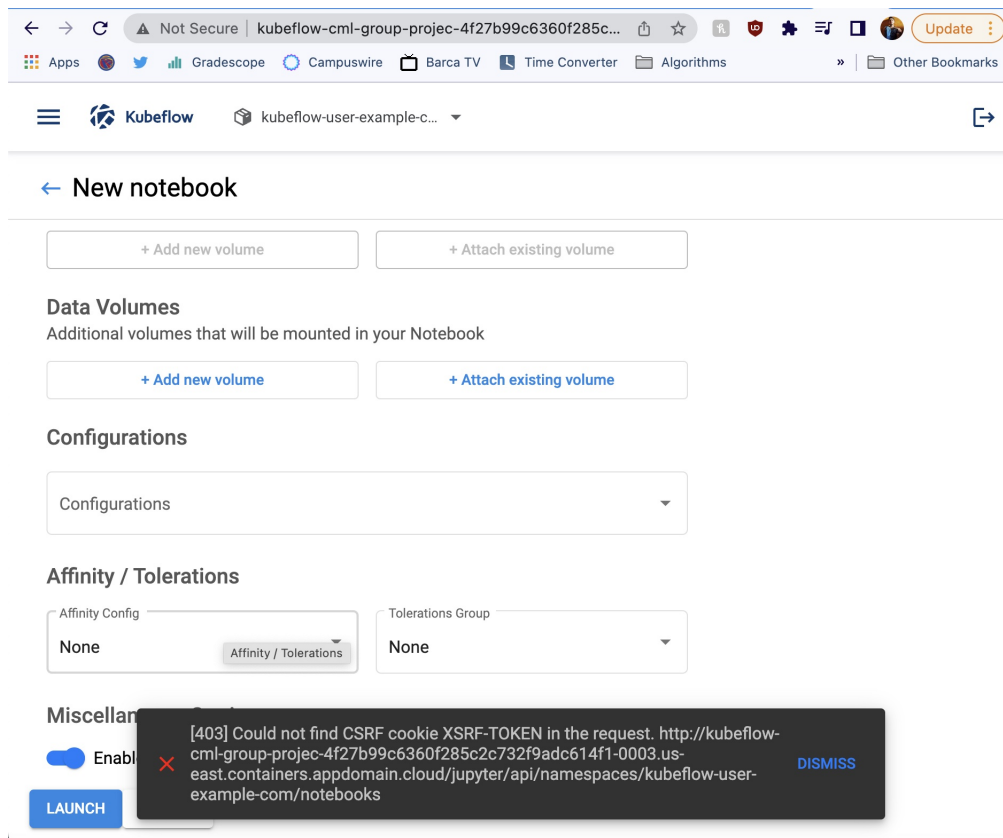 Not Secure | kubeflow-cml-group-projec-4f27b99c6360f285c...
Update
Apps
Gradescope
Campuswire
Barca TV
Time Converter
Algorithms
»
Other Bookmarks
Kubeflow
kubeflow-user-example-c...
New notebook
+ Add new volume
+ Attach existing volume
Data Volumes
Additional volumes that will be mounted in your Notebook
+ Add new volume
+ Attach existing volume
Configurations
Configurations
Affinity / Tolerations
Affinity Config
None
Affinity / Tolerations
Tolerations Group
None
[403] Could not find CSRF cookie XSRF-TOKEN in the request. http://kubeflow-
cml-group-projec-4f27b99c6360f285c2c732f9adc614f1-0003.us-
east.containers.appdomain.cloud/jupyter/api/namespaces/kubeflow-user-
example-com/notebooks
DISMISS
LAUNCH